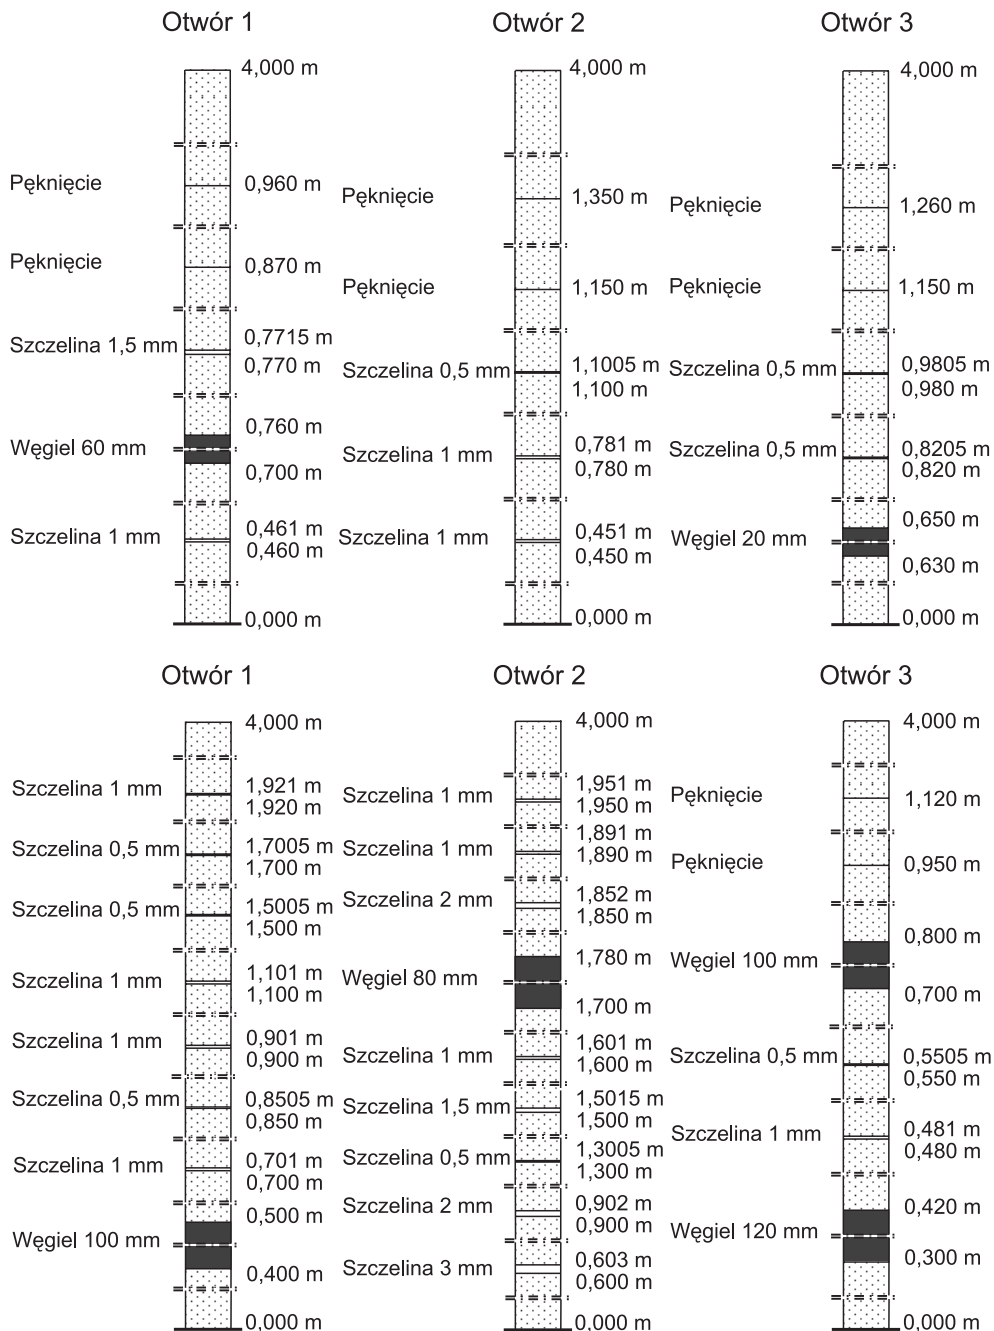 Otwór 1
4,000 m
Pęknięcie
0,960 m
Pęknięcie
0,870 m
Szczelina 1,5 mm
0,7715 m
0,770 m
Węgiel 60 mm
0,760 m
0,700 m
Szczelina 1 mm
0,461 m
0,460 m
0,000 m
Otwór 2
4,000 m
Pęknięcie
1,350 m
Pęknięcie
1,150 m
Szczelina 0,5 mm
1,1005 m
1,100 m
Szczelina 1 mm
0,781 m
0,780 m
Szczelina 1 mm
0,451 m
0,450 m
0,000 m
Otwór 3
4,000 m
Pęknięcie
1,260 m
Pęknięcie
1,150 m
Szczelina 0,5 mm
0,9805 m
0,980 m
Szczelina 0,5 mm
0,8205 m
0,820 m
Węgiel 20 mm
0,650 m
0,630 m
0,000 m
Otwór 1
4,000 m
Szczelina 1 mm
1,921 m
1,920 m
Szczelina 0,5 mm
1,7005 m
1,700 m
Szczelina 0,5 mm
1,5005 m
1,500 m
Szczelina 1 mm
1,101 m
1,100 m
Szczelina 1 mm
0,901 m
0,900 m
Szczelina 0,5 mm
0,8505 m
0,850 m
Szczelina 1 mm
0,701 m
0,700 m
Węgiel 100 mm
0,500 m
0,400 m
0,000 m
Otwór 2
4,000 m
Szczelina 1 mm
1,951 m
1,950 m
Szczelina 1 mm
1,891 m
1,890 m
Szczelina 2 mm
1,852 m
1,850 m
Węgiel 80 mm
1,780 m
1,700 m
Szczelina 1 mm
1,601 m
1,600 m
Szczelina 1,5 mm
1,5015 m
1,500 m
Szczelina 0,5 mm
1,3005 m
1,300 m
Szczelina 2 mm
0,902 m
0,900 m
Szczelina 3 mm
0,603 m
0,600 m
0,000 m
Otwór 3
4,000 m
Pęknięcie
1,120 m
Pęknięcie
0,950 m
Węgiel 100 mm
0,800 m
0,700 m
Szczelina 0,5 mm
0,5505 m
0,550 m
Szczelina 1 mm
0,481 m
0,480 m
Węgiel 120 mm
0,420 m
0,300 m
0,000 m